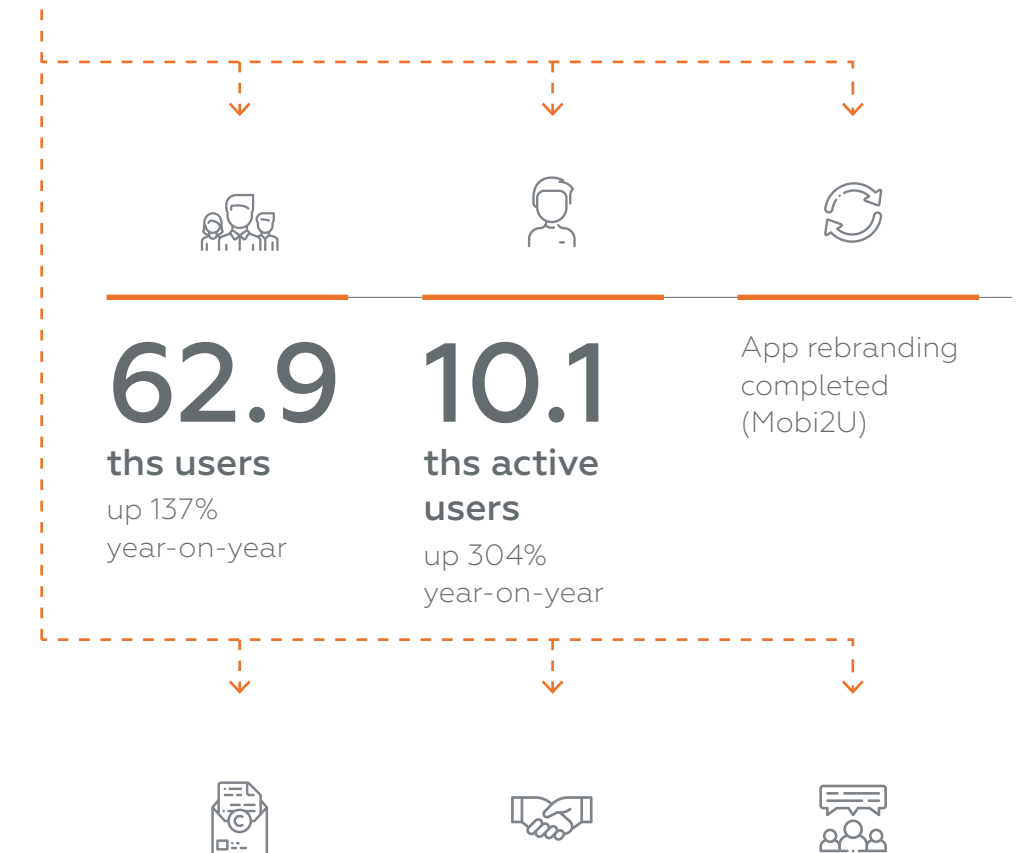 62.9
ths users
up 137%
year-on-year
10.1
ths active
users
up 304%
year-on-year
App rebranding
completed
(Mobi2U)
C